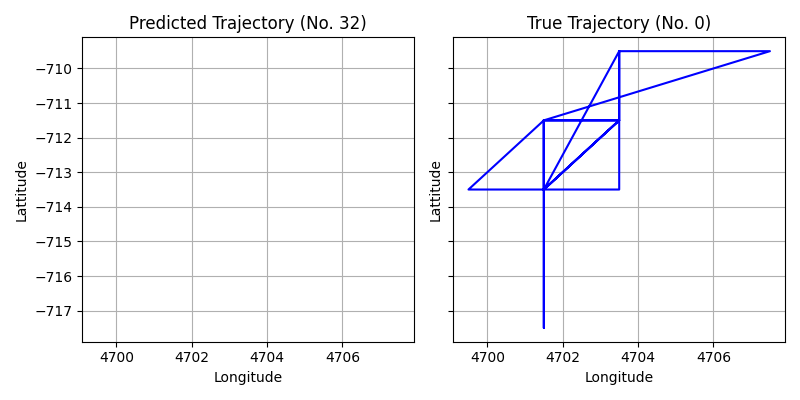 Predicted Trajectory (No. 32)
True Trajectory (No. 0)
−710
−711
−712
−713
−714
−715
−716
−717
Lattitude
Lattitude
4700 4702 4704 4706
4700 4702 4704 4706
Longitude
Longitude